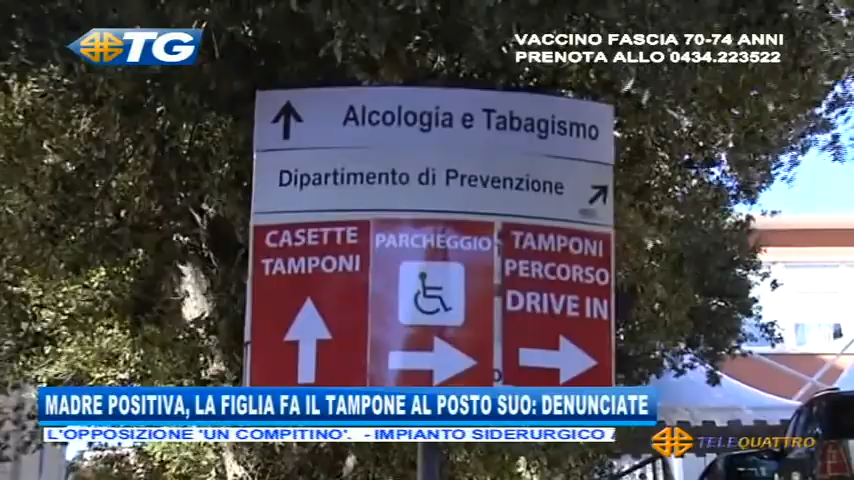 TG
VACCINO FASCIA 70-74 ANNI
PRENOTA ALLO 0434.223522
Alcologia e Tabagismo
Dipartimento di Prevenzione
CASETTE
TAMPONI
PARCHEGGIO
TAMPONI
PERCORSO
DRIVE IN
MADRE POSITIVA, LA FIGLIA FA IL TAMPONE AL POSTO SUO: DENUNCIATE
L'OPPOSIZIONE 'UN COMPITINO'. - IMPIANTO SIDERURGICO
TELEQUATTRO